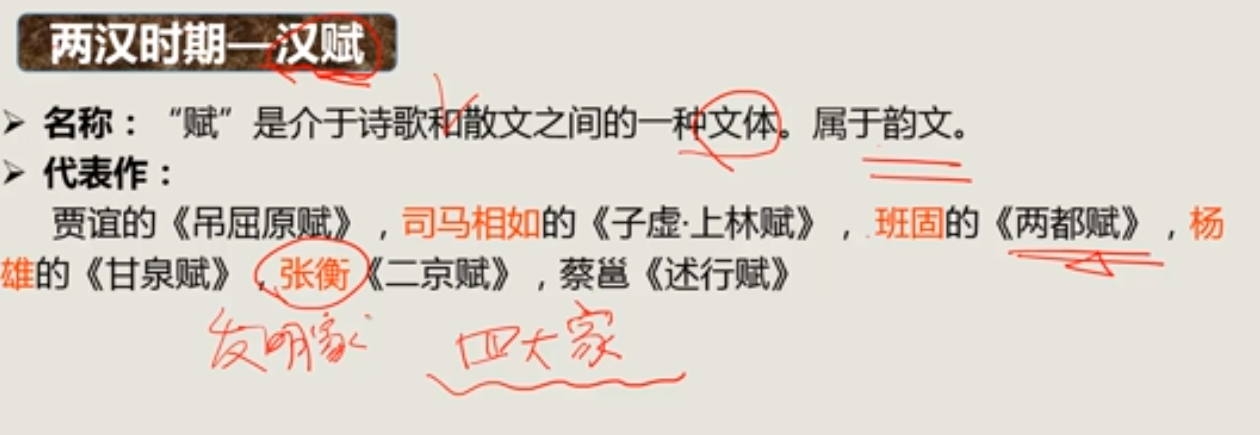 两汉时期—汉赋
➢ 名称：“赋”是介于诗歌和散文之间的一种文体。属于韵文。
➢ 代表作：
贾谊的《吊屈原赋》，司马相如的《子虚·上林赋》，班固的《两都赋》，杨
雄的《甘泉赋》，张衡《二京赋》，蔡邕《述行赋》
发明家 四大家